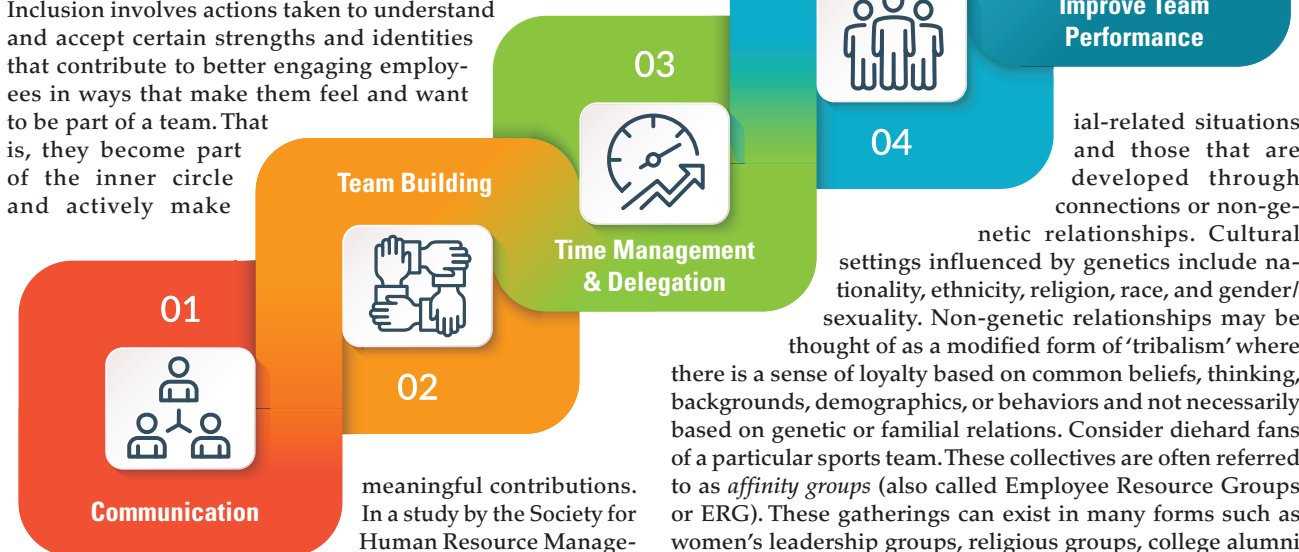 Inclusion involves actions taken to understand
and accept certain strengths and identities
that contribute to better engaging employ-
ees in ways that make them feel and want
to be part of a team. That
is, they become part
of the inner circle
and actively make
01
Communication
Team Building
02
03
Time Management
& Delegation
04
Improve Team
Performance
meaningful contributions.
In a study by the Society for
Human Resource Manage-
ial-related situations
and those that are
developed through
connections or non-ge-
netic relationships. Cultural
settings influenced by genetics include na-
tionality, ethnicity, religion, race, and gender/
sexuality. Non-genetic relationships may be
thought of as a modified form of ‘tribalism’ where
there is a sense of loyalty based on common beliefs, thinking,
backgrounds, demographics, or behaviors and not necessarily
based on genetic or familial relations. Consider diehard fans
of a particular sports team. These collectives are often referred
to as affinity groups (also called Employee Resource Groups
or ERG). These gatherings can exist in many forms such as
women’s leadership groups, religious groups, college alumni